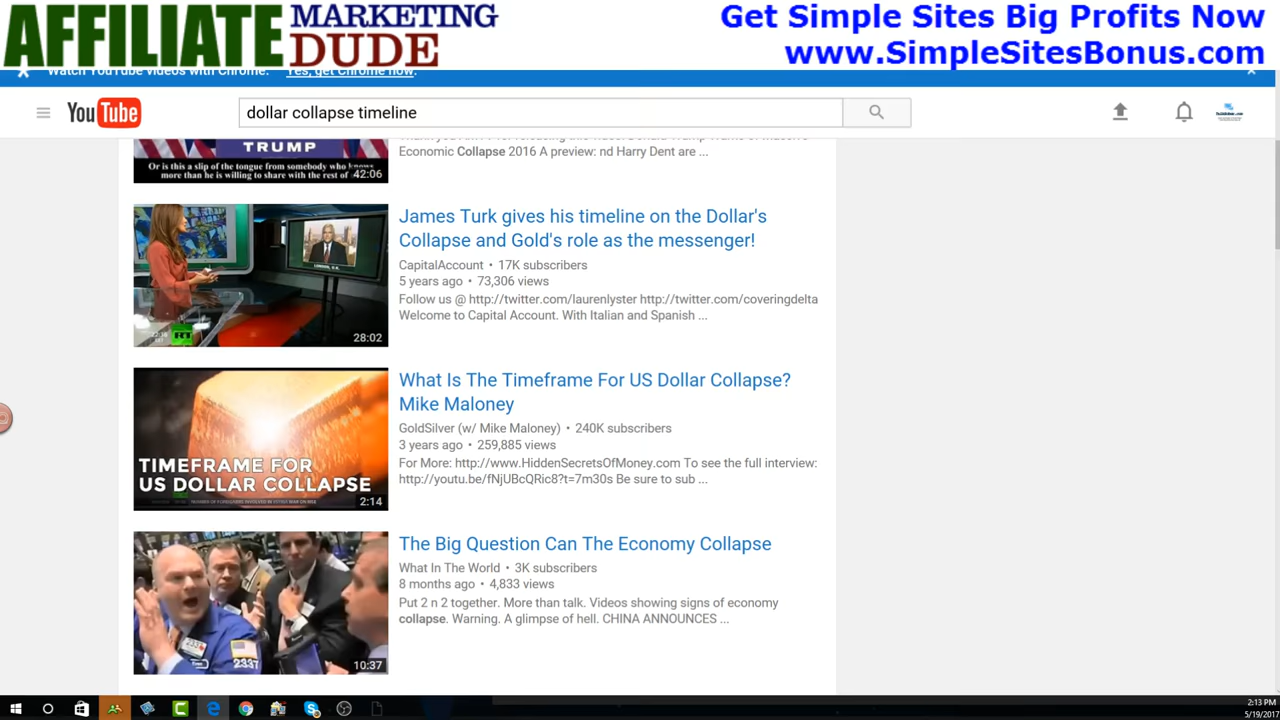 AFFILIATE MARKETING DUDE
Get Simple Sites Big Profits Now
www.SimpleSitesBonus.com
Watch YouTube videos with Chrome. Yes, get Chrome now.
YouTube
dollar collapse timeline
TRUMP
Or is this a slip of the tongue from somebody who knows
more than he is willing to share with the rest of
42:06
Economic Collapse 2016 A preview: nd Harry Dent are ...
James Turk gives his timeline on the Dollar's
Collapse and Gold's role as the messenger!
CapitalAccount • 17K subscribers
5 years ago • 73,306 views
Follow us @ http://twitter.com/laurenlyster http://twitter.com/coveringdelta
Welcome to Capital Account. With Italian and Spanish ...
RT
28:02
What Is The Timeframe For US Dollar Collapse?
Mike Maloney
GoldSilver (w/ Mike Maloney) • 240K subscribers
3 years ago • 259,885 views
For More: http://www.HiddenSecretsOfMoney.com To see the full interview:
http://youtu.be/fNjUBcQRic8?t=7m30s Be sure to sub ...
TIMEFRAME FOR
US DOLLAR COLLAPSE
2:14
The Big Question Can The Economy Collapse
What In The World • 3K subscribers
8 months ago • 4,833 views
Put 2 n 2 together. More than talk. Videos showing signs of economy
collapse. Warning. A glimpse of hell. CHINA ANNOUNCES ...
2337
10:37
2:13 PM
5/19/2017